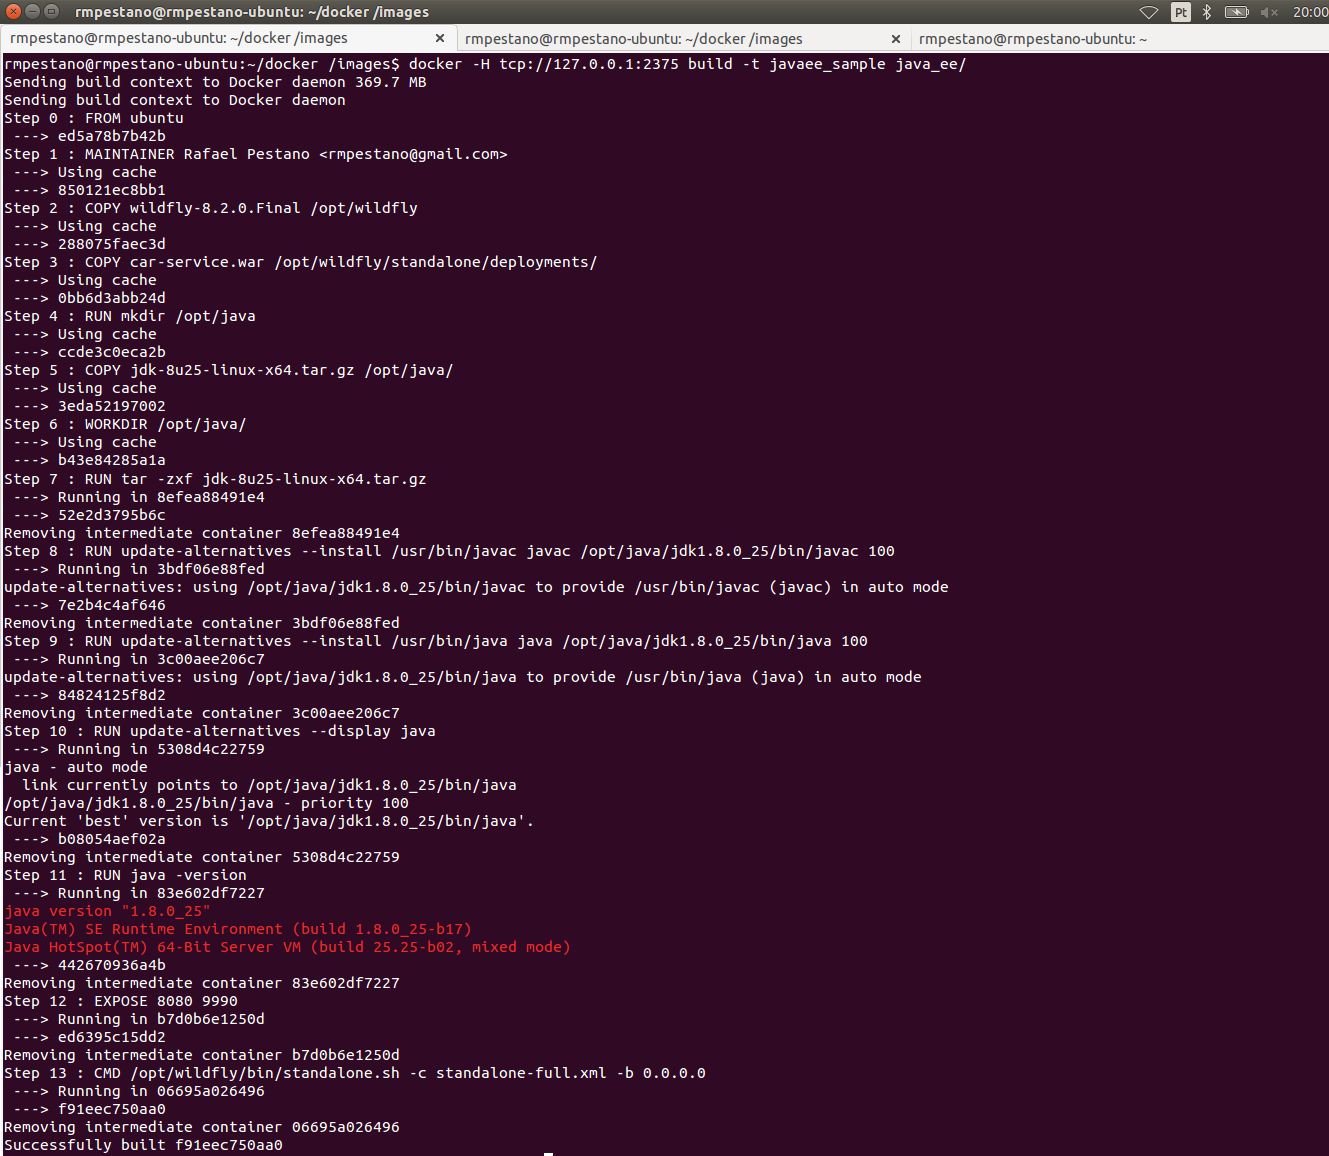 rmpestano@rmpestano-ubuntu: ~/docker /images
Pt
20:00
rmpestano@rmpestano-ubuntu: ~/docker /images
rmpestano@rmpestano-ubuntu: ~/docker /images
rmpestano@rmpestano-ubuntu: ~
rmpestano@rmpestano-ubuntu:~/docker /images$ docker -H tcp://127.0.0.1:2375 build -t javaee_sample java_ee/
Sending build context to Docker daemon 369.7 MB
Sending build context to Docker daemon
Step 0 : FROM ubuntu
 ---> ed5a78b7b42b
Step 1 : MAINTAINER Rafael Pestano <rmpestano@gmail.com>
 ---> Using cache
 ---> 850121ec8bb1
Step 2 : COPY wildfly-8.2.0.Final /opt/wildfly
 ---> Using cache
 ---> 288075faec3d
Step 3 : COPY car-service.war /opt/wildfly/standalone/deployments/
 ---> Using cache
 ---> 0bb6d3abb24d
Step 4 : RUN mkdir /opt/java
 ---> Using cache
 ---> ccde3c0eca2b
Step 5 : COPY jdk-8u25-linux-x64.tar.gz /opt/java/
 ---> Using cache
 ---> 3eda52197002
Step 6 : WORKDIR /opt/java/
 ---> Using cache
 ---> b43e84285a1a
Step 7 : RUN tar -zxf jdk-8u25-linux-x64.tar.gz
 ---> Running in 8efea88491e4
 ---> 52e2d3795b6c
Removing intermediate container 8efea88491e4
Step 8 : RUN update-alternatives --install /usr/bin/javac javac /opt/java/jdk1.8.0_25/bin/javac 100
 ---> Running in 3bdf06e88fed
update-alternatives: using /opt/java/jdk1.8.0_25/bin/javac to provide /usr/bin/javac (javac) in auto mode
 ---> 7e2b4c4af646
Removing intermediate container 3bdf06e88fed
Step 9 : RUN update-alternatives --install /usr/bin/java java /opt/java/jdk1.8.0_25/bin/java 100
 ---> Running in 3c00aee206c7
update-alternatives: using /opt/java/jdk1.8.0_25/bin/java to provide /usr/bin/java (java) in auto mode
 ---> 84824125f8d2
Removing intermediate container 3c00aee206c7
Step 10 : RUN update-alternatives --display java
 ---> Running in 5308d4c22759
java - auto mode
  link currently points to /opt/java/jdk1.8.0_25/bin/java
/opt/java/jdk1.8.0_25/bin/java - priority 100
Current 'best' version is '/opt/java/jdk1.8.0_25/bin/java'.
 ---> b08054aef02a
Removing intermediate container 5308d4c22759
Step 11 : RUN java -version
 ---> Running in 83e602df7227
java version "1.8.0_25"
Java(TM) SE Runtime Environment (build 1.8.0_25-b17)
Java HotSpot(TM) 64-Bit Server VM (build 25.25-b02, mixed mode)
 ---> 442670936a4b
Removing intermediate container 83e602df7227
Step 12 : EXPOSE 8080 9990
 ---> Running in b7d0b6e1250d
 ---> ed6395c15dd2
Removing intermediate container b7d0b6e1250d
Step 13 : CMD /opt/wildfly/bin/standalone.sh -c standalone-full.xml -b 0.0.0.0
 ---> Running in 06695a026496
 ---> f91eec750aa0
Removing intermediate container 06695a026496
Successfully built f91eec750aa0